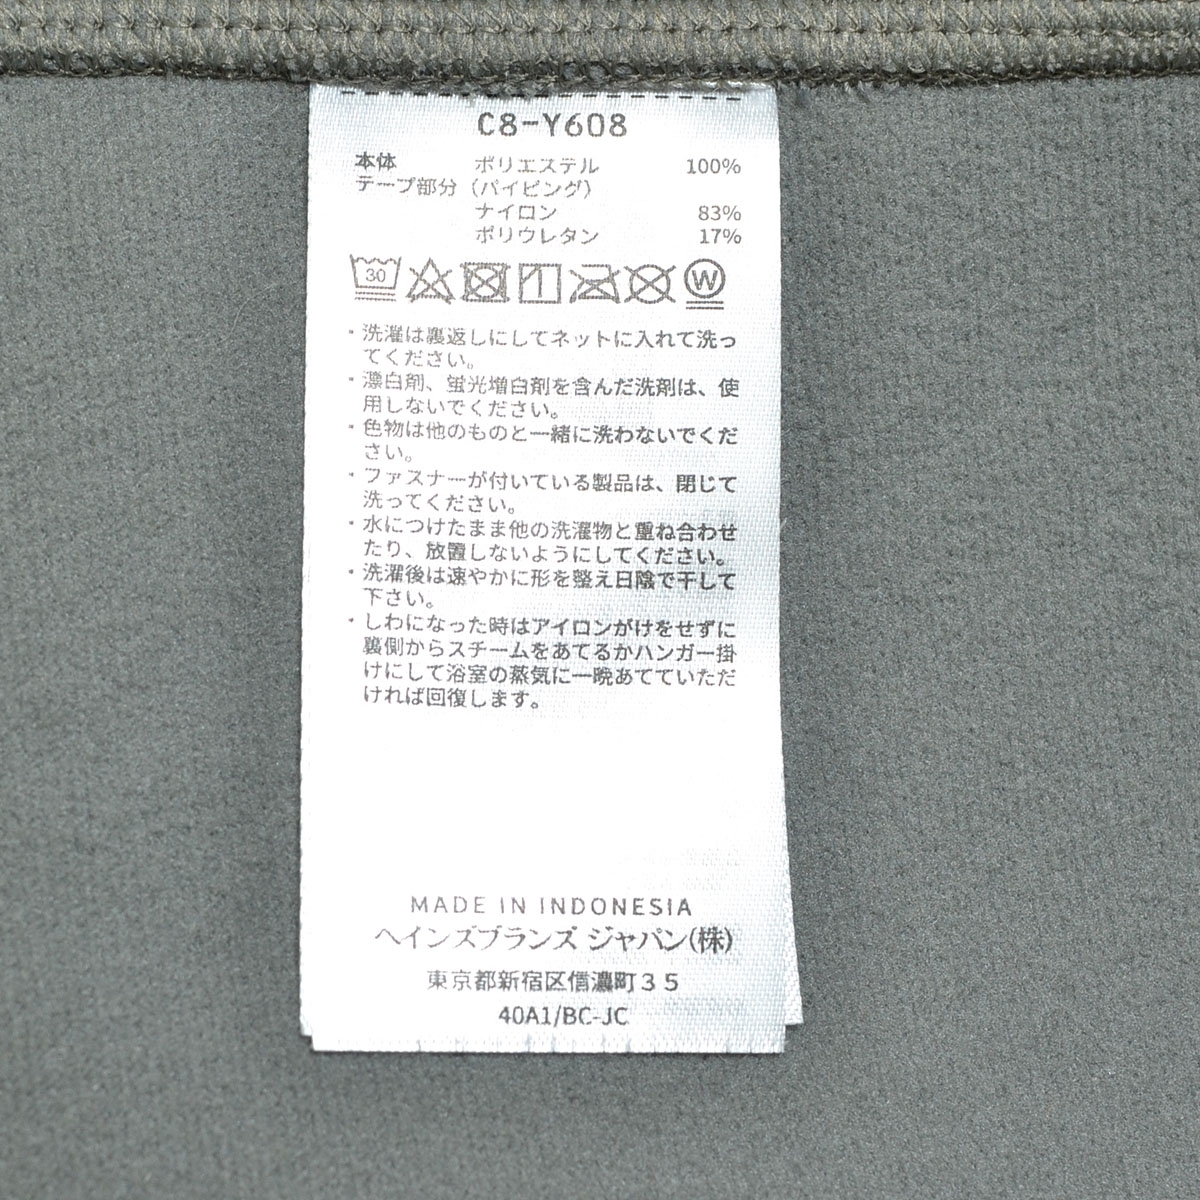 C8-Y608
本体 ポリエステル 100%
テープ部分（パイピング）
ナイロン 83%
ポリウレタン 17%
30 W
・洗濯は裏返しにしてネットに入れて洗っ
てください。
・漂白剤、蛍光増白剤を含んだ洗剤は、使
用しないでください。
・色物は他のものと一緒に洗わないでくだ
さい。
・ファスナーが付いている製品は、閉じて
洗ってください。
・水につけたまま他の洗濯物と重ね合わせ
たり、放置しないようにしてください。
・洗濯後は速やかに形を整え日陰で干して
下さい。
・しわになった時はアイロンがけをせずに
裏側からスチームをあてるかハンガー掛
けにして浴室の蒸気に一晩あてていただ
ければ回復します。
MADE IN INDONESIA
ヘインズブランズ ジャパン(株)
東京都新宿区信濃町３５
40A1/BC-JC